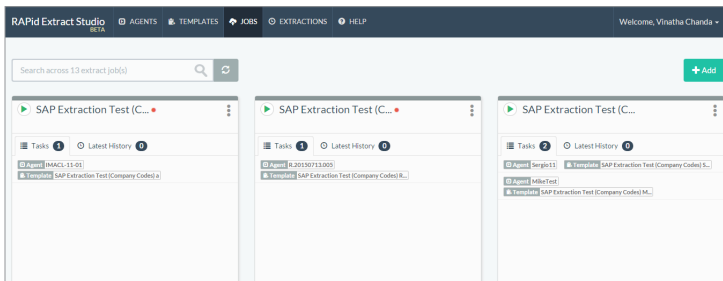 RAPid Extract Studio BETA AGENTS TEMPLATES JOBS EXTRACTIONS HELP Welcome, Vinatha Chanda
Search across 13 extract job(s) + Add
SAP Extraction Test (C...
Tasks 1 Latest History 0
Agent IMACL-11-01
Template SAP Extraction Test (Company Codes) a
SAP Extraction Test (C...
Tasks 1 Latest History 0
Agent R.20150713.005
Template SAP Extraction Test (Company Codes) R...
SAP Extraction Test (C...
Tasks 2 Latest History 0
Agent Sergio11 Template SAP Extraction Test (Company Codes) S...
Agent MikeTest
Template SAP Extraction Test (Company Codes) M...